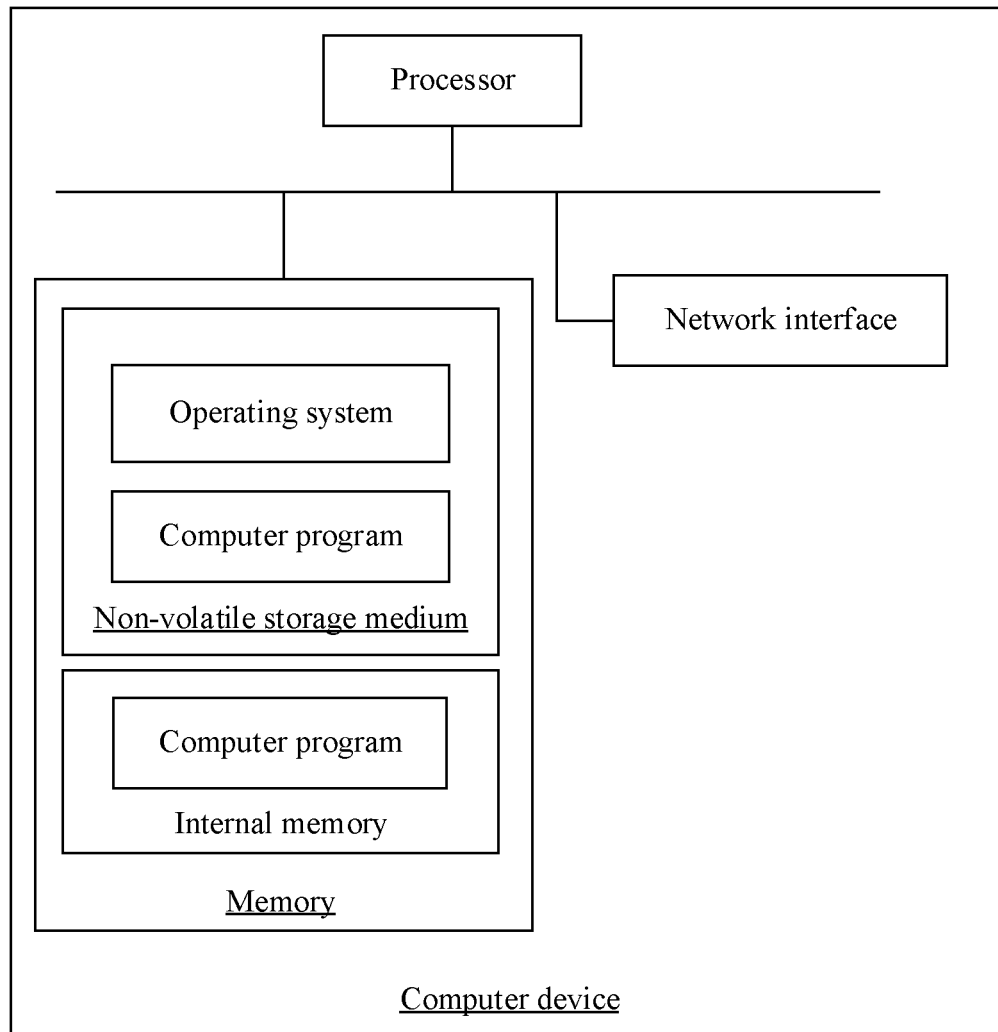 Processor
Network interface
Operating system
Computer program
Non-volatile storage medium
Computer program
Internal memory
Memory
Computer device